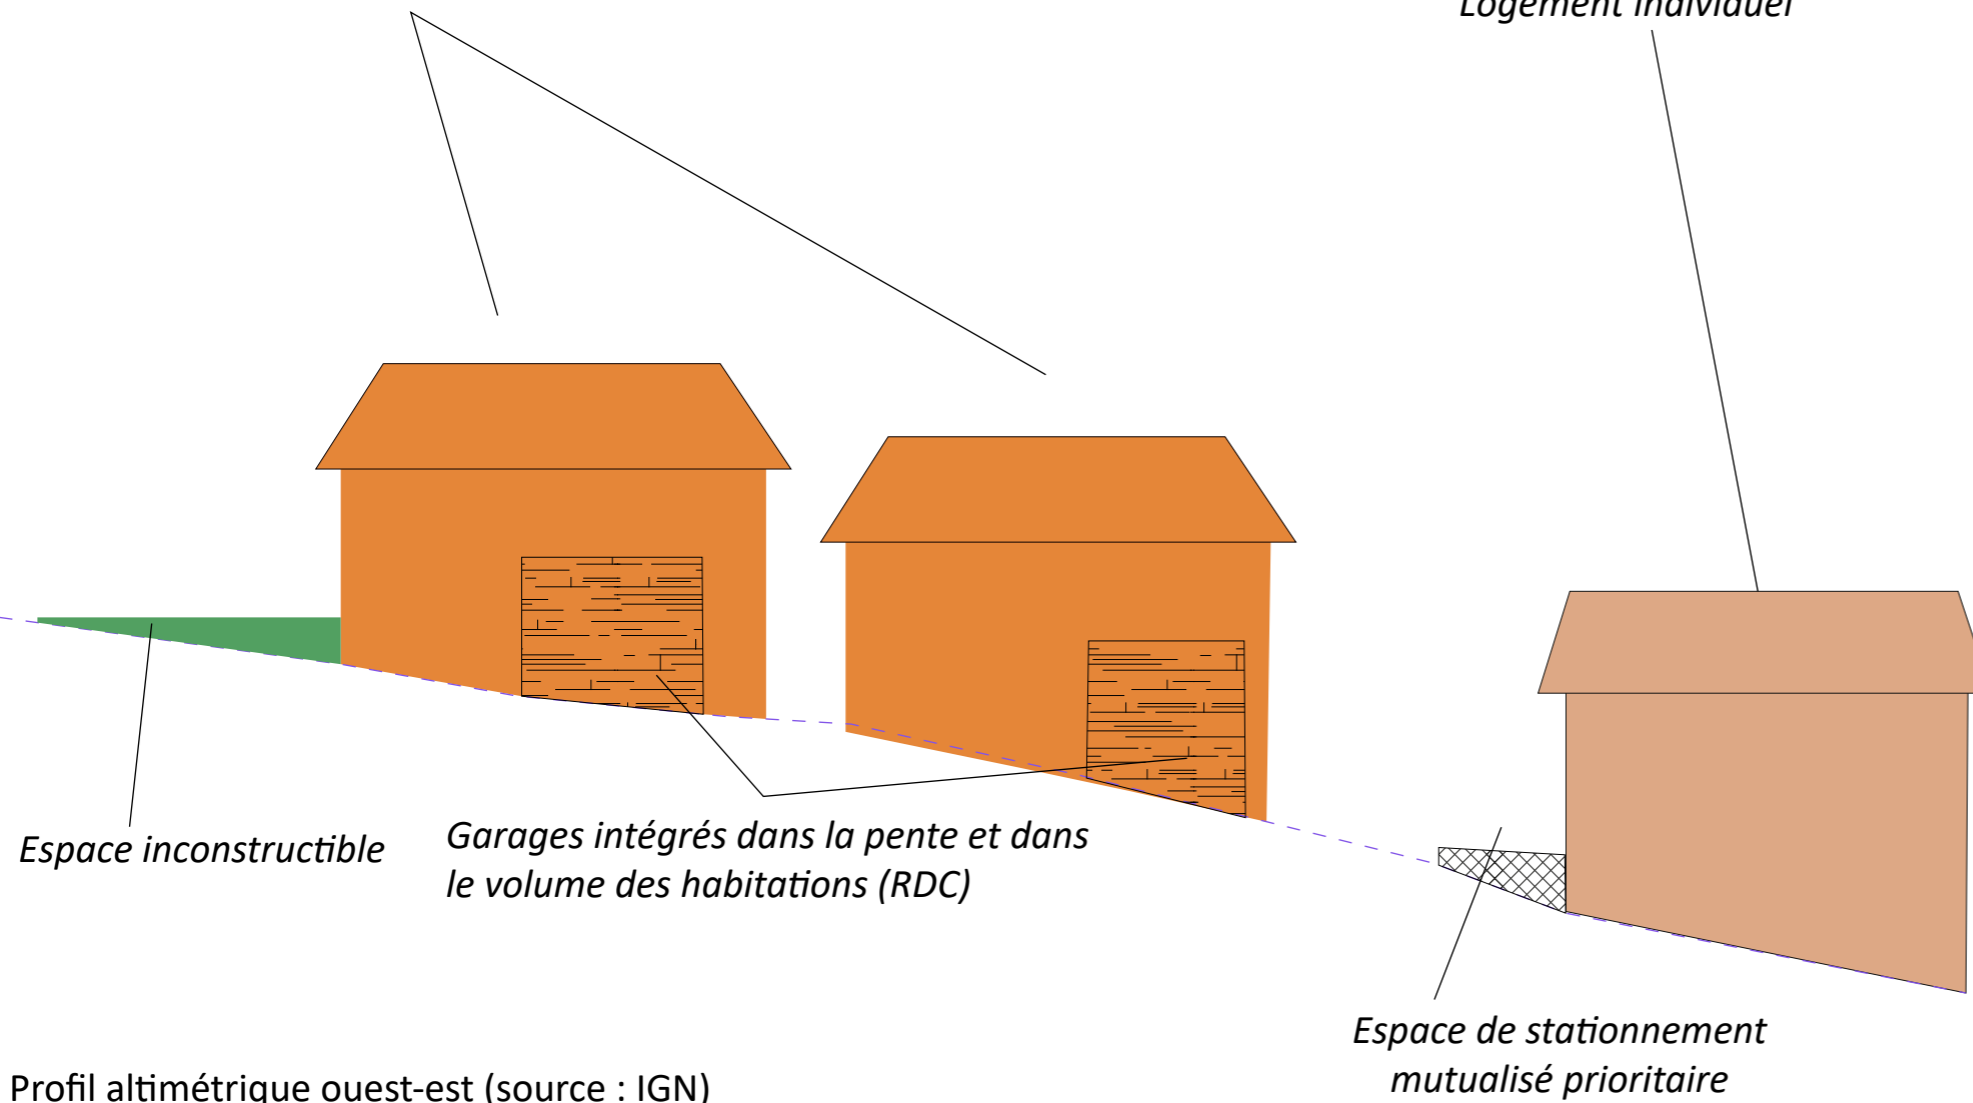 Logement individuel
Espace inconstructible
Garages intégrés dans la pente et dans
le volume des habitations (RDC)
Espace de stationnement
mutualisé prioritaire
Profil altimétrique ouest-est (source : IGN)